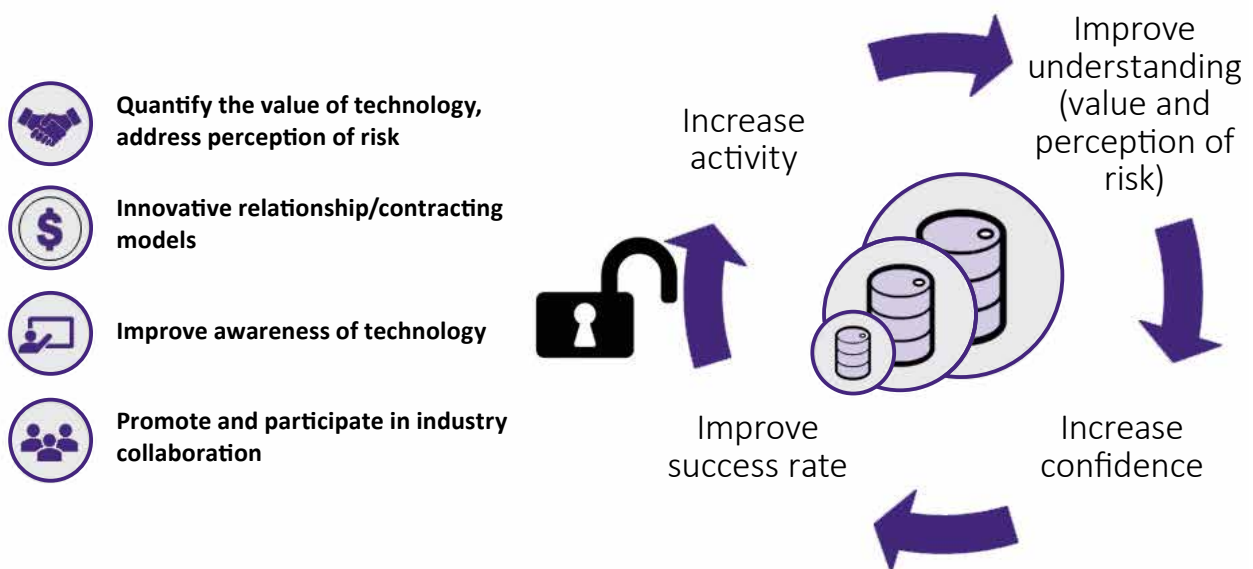 Quantify the value of technology,
address perception of risk
Innovative relationship/contracting
models
$
Improve awareness of technology
Promote and participate in industry
collaboration
Increase
activity
Improve
understanding
(value and
perception of
risk)
Increase
confidence
Improve
success rate